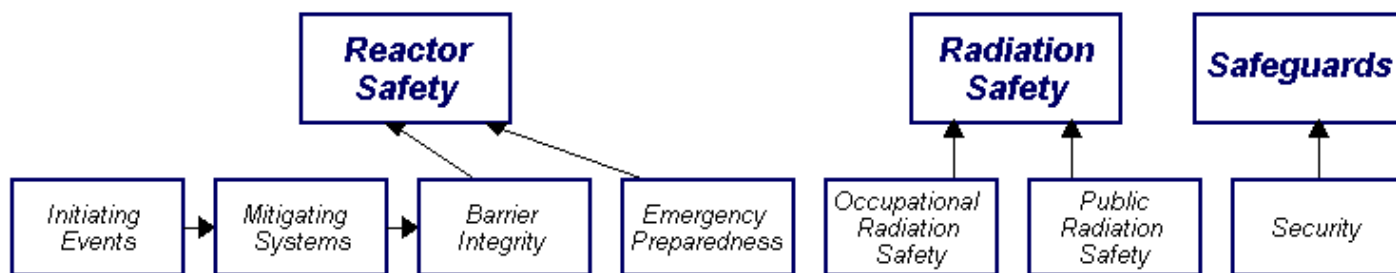 Reactor
Safety
Radiation
Safety
Safeguards
Initiating
Events
Mitigating
Systems
Barrier
Integrity
Emergency
Preparedness
Occupational
Radiation
Safety
Public
Radiation
Safety
Security